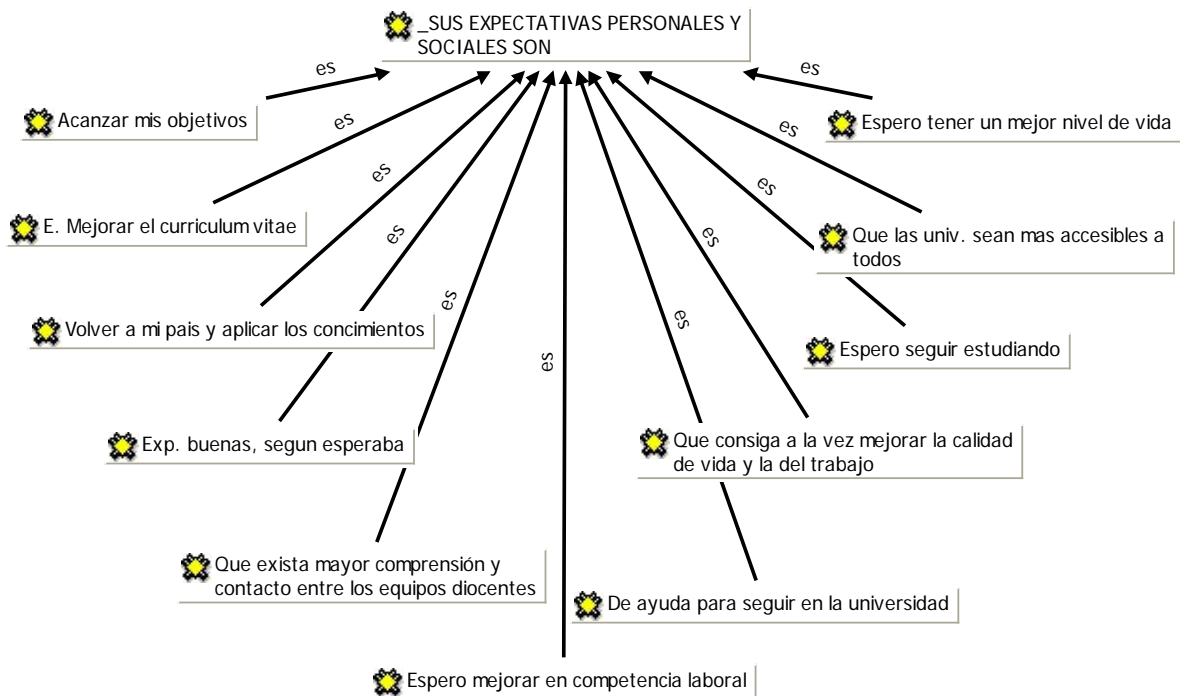 _SUS EXPECTATIVAS PERSONALES Y
SOCIALES SON
es
es
es
es
es
es
es
es
es
es
es
Acanzar mis objetivos
Espero tener un mejor nivel de vida
E. Mejorar el curriculum vitae
Que las univ. sean mas accesibles a
todos
Volver a mi pais y aplicar los concimientos
Espero seguir estudiando
Exp. buenas, segun esperaba
Que consiga a la vez mejorar la calidad
de vida y la del trabajo
Que exista mayor comprensión y
contacto entre los equipos diocentes
De ayuda para seguir en la universidad
Espero mejorar en competencia laboral